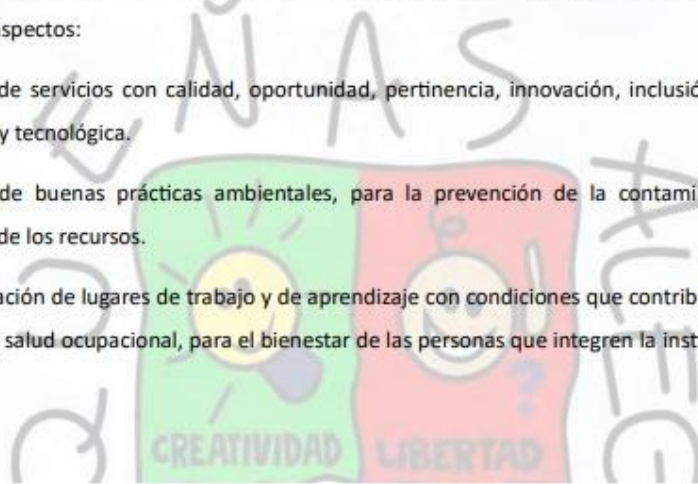 spectos:
de servicios con calidad, oportunidad, pertinencia, innovación, inclusió
y tecnológica.
de buenas prácticas ambientales, para la prevención de la contami
de los recursos.
ación de lugares de trabajo y de aprendizaje con condiciones que contrib
salud ocupacional, para el bienestar de las personas que integren la inst
CREATIVIDAD LIBERTAD